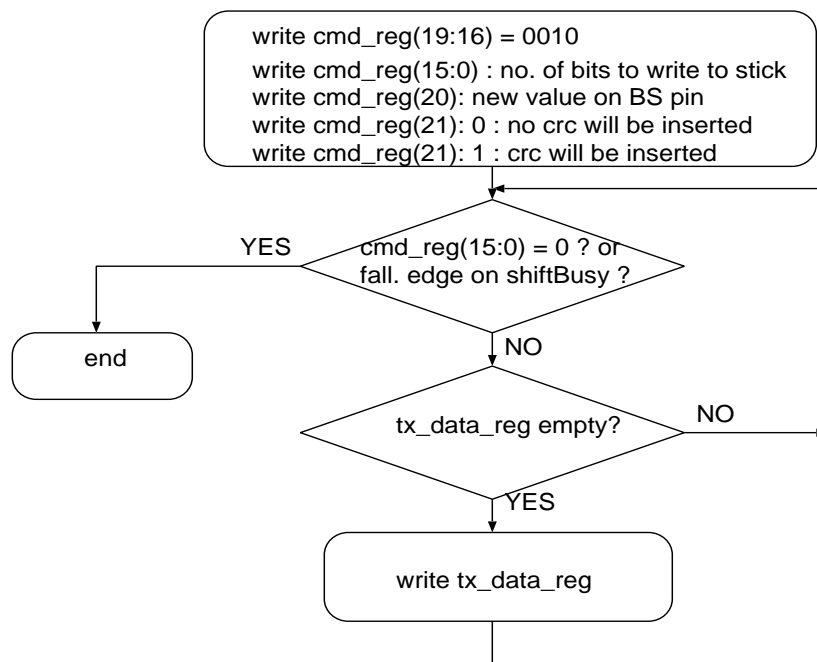 write cmd_reg(19:16) = 0010
write cmd_reg(15:0) : no. of bits to write to stick
write cmd_reg(20): new value on BS pin
write cmd_reg(21): 0 : no crc will be inserted
write cmd_reg(21): 1 : crc will be inserted
YES
cmd_reg(15:0) = 0 ? or
fall. edge on shiftBusy ?
end
NO
tx_data_reg empty?
NO
YES
write tx_data_reg